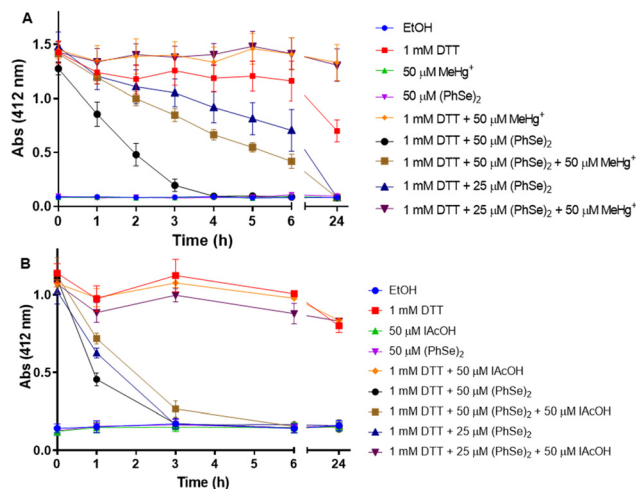 A
Abs (412 nm)
1.5
1.0
0.5
0.0
0 1 2 3 4 5 6 24
Time (h)
EtOH
1 mM DTT
50 μM MeHg⁺
50 μM (PhSe)₂
1 mM DTT + 50 μM MeHg⁺
1 mM DTT + 50 μM (PhSe)₂
1 mM DTT + 50 μM (PhSe)₂ + 50 μM MeHg⁺
1 mM DTT + 25 μM (PhSe)₂
1 mM DTT + 25 μM (PhSe)₂ + 50 μM MeHg⁺
B
Abs (412 nm)
1.0
0.5
0.0
0 1 2 3 4 5 6 24
Time (h)
EtOH
1 mM DTT
50 μM IAcOH
50 μM (PhSe)₂
1 mM DTT + 50 μM IAcOH
1 mM DTT + 50 μM (PhSe)₂
1 mM DTT + 50 μM (PhSe)₂ + 50 μM IAcOH
1 mM DTT + 25 μM (PhSe)₂
1 mM DTT + 25 μM (PhSe)₂ + 50 μM IAcOH